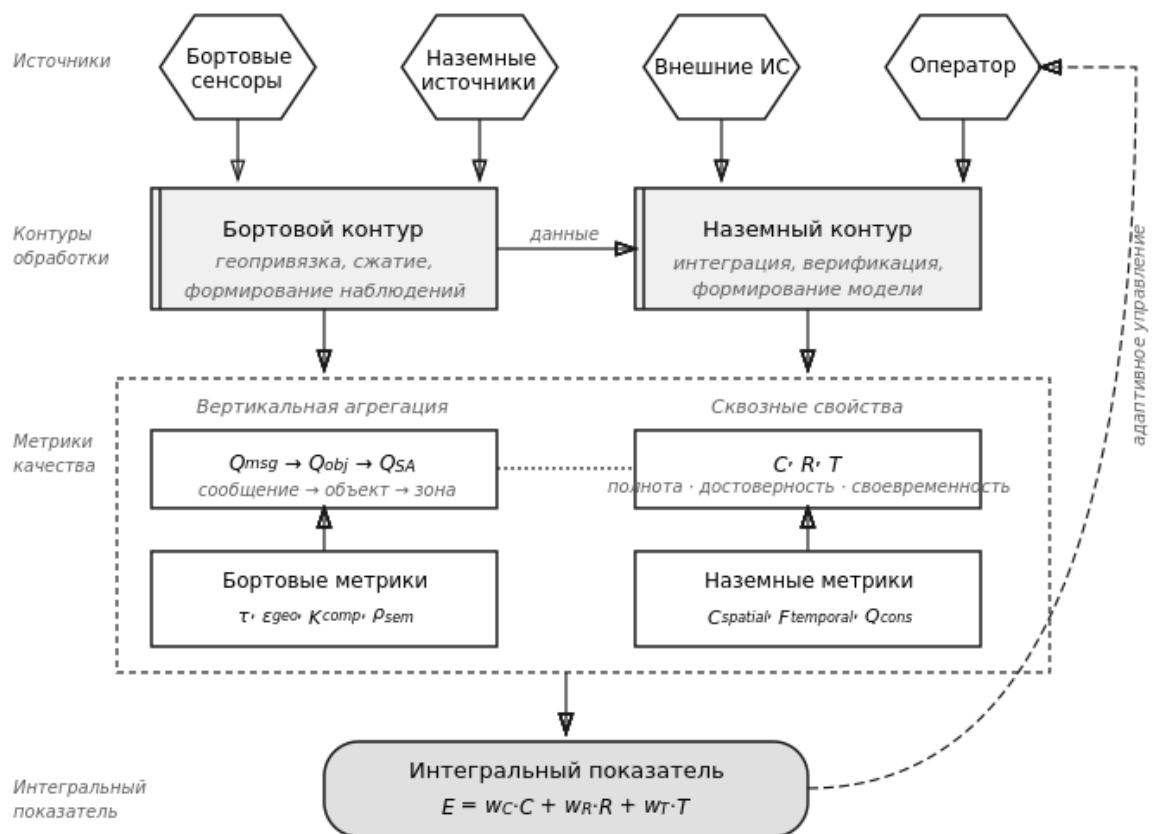 Источники
Бортовые
сенсоры
Наземные
источники
Внешние ИС
Оператор
Контуры
обработки
Бортовой контур
геопривязка, сжатие,
формирование наблюдений
данные
Наземный контур
интеграция, верификация,
формирование модели
адаптивное управление
Метрики
качества
Вертикальная агрегация
Qmsg → Qobj → QSA
сообщение → объект → зона
Сквозные свойства
C, R, T
полнота · достоверность · своевременность
Бортовые метрики
τ, εgeo, Kcomp, ρsem
Наземные метрики
Cspatial, Ftemporal, Qcons
Интегральный
показатель
Интегральный показатель
E = wC·C + wR·R + wT·T